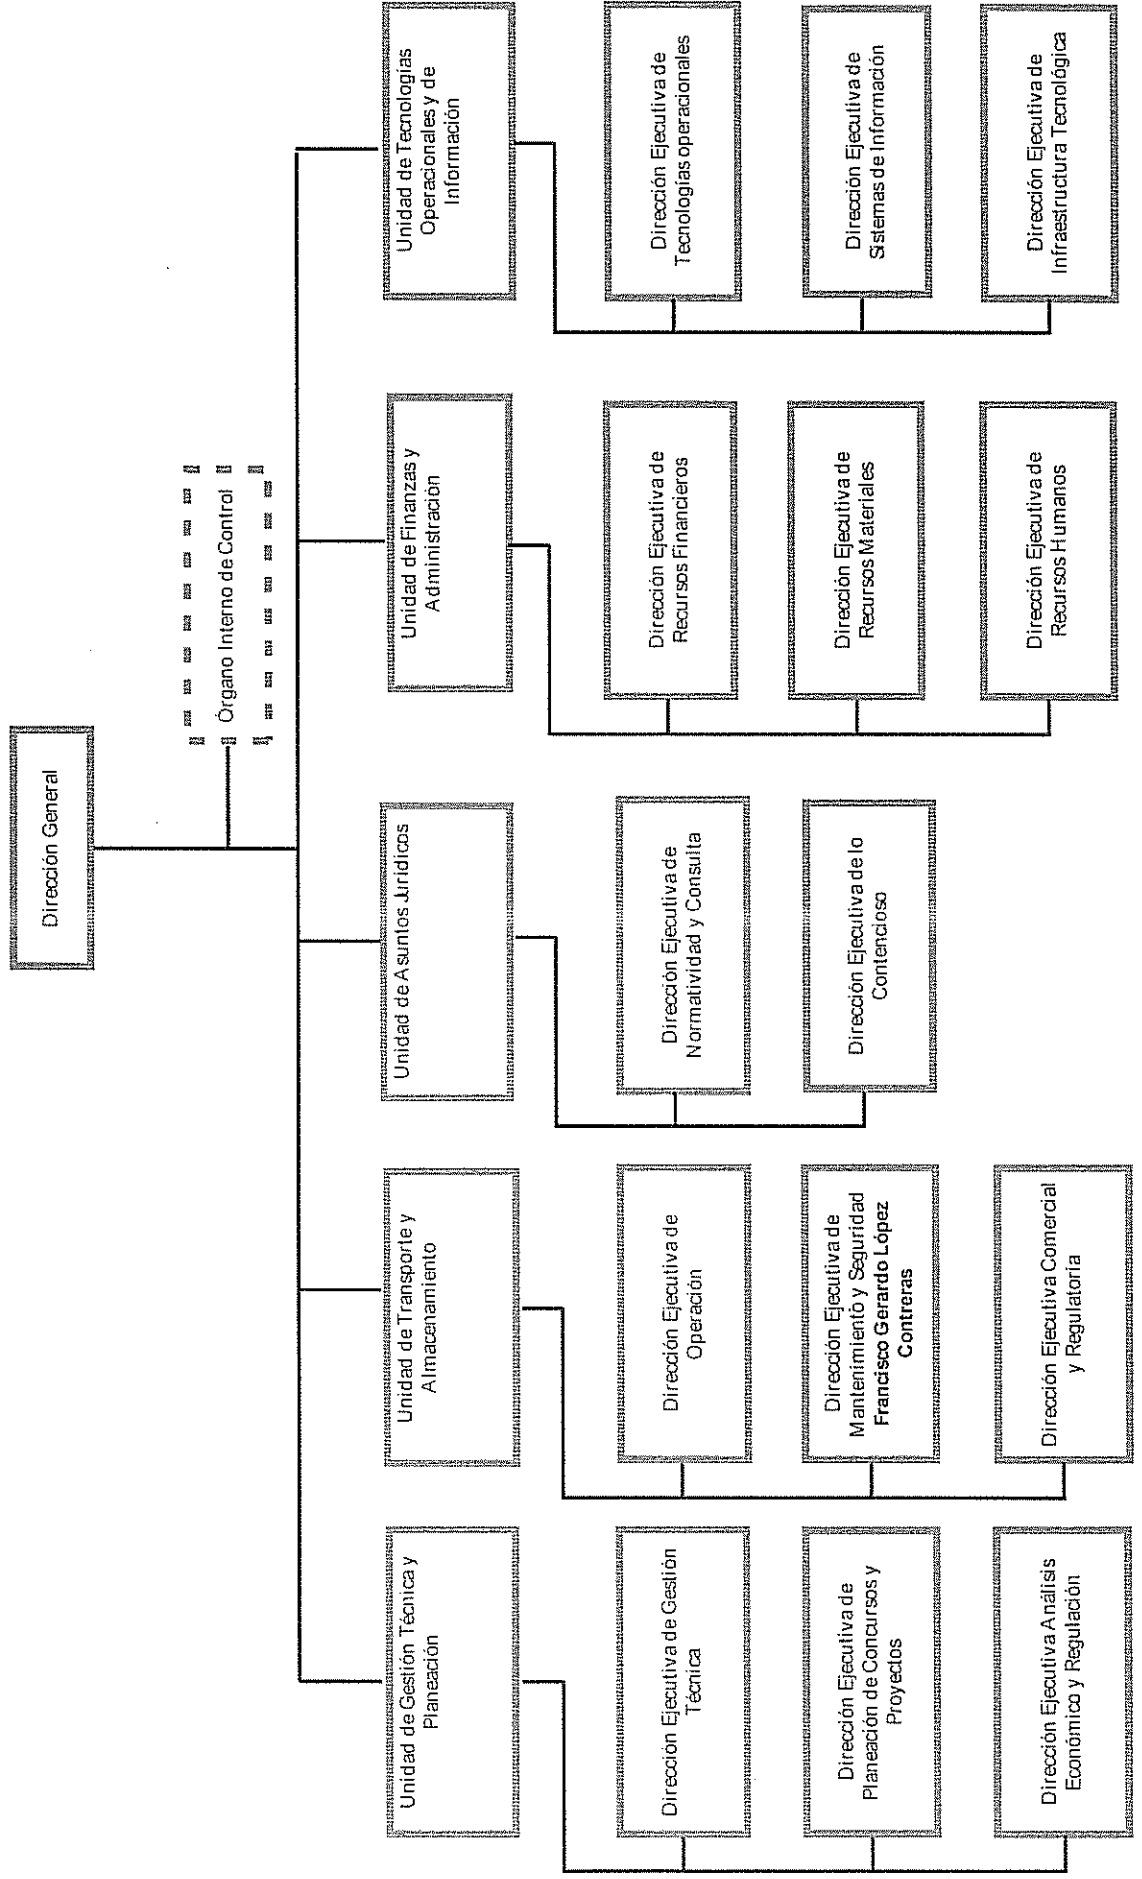 Dirección General
Órgano Interno de Control
Unidad de Gestión Técnica y
Planeación
Dirección Ejecutiva de Gestión
Técnica
Dirección Ejecutiva de
Planeación de Concursos y
Proyectos
Dirección Ejecutiva Análisis
Económico y Regulación
Unidad de Transporte y
Almacenamiento
Dirección Ejecutiva de
Operación
Dirección Ejecutiva de
Mantenimiento y Seguridad
Francisco Gerardo López
Contreras
Dirección Ejecutiva Comercial
y Regulatoria
Unidad de Asuntos Jurídicos
Dirección Ejecutiva de
Normatividad y Consulta
Dirección Ejecutiva de lo
Contencioso
Unidad de Finanzas y
Administración
Dirección Ejecutiva de
Recursos Financieros
Dirección Ejecutiva de
Recursos Materiales
Dirección Ejecutiva de
Recursos Humanos
Unidad de Tecnologías
Operacionales y de
Información
Dirección Ejecutiva de
Tecnologías operacionales
Dirección Ejecutiva de
Sistemas de Información
Dirección Ejecutiva de
Infraestructura Tecnológica